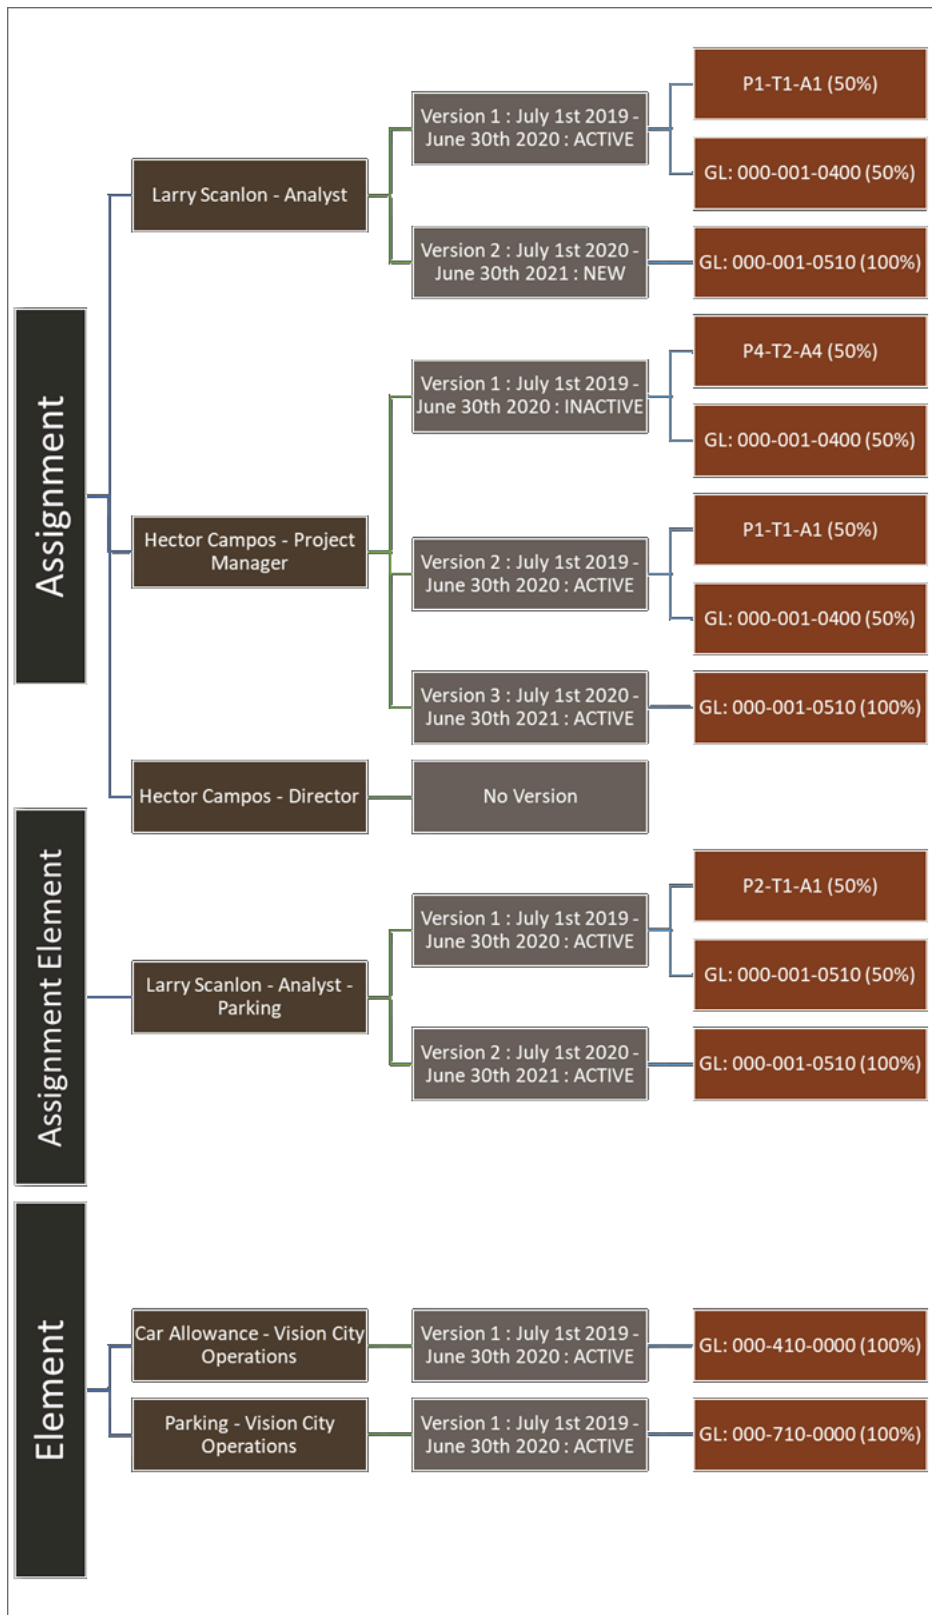 Assignment
Larry Scanlon - Analyst
Version 1 : July 1st 2019 -
June 30th 2020 : ACTIVE
P1-T1-A1 (50%)
GL: 000-001-0400 (50%)
Version 2 : July 1st 2020 -
June 30th 2021 : NEW
GL: 000-001-0510 (100%)
Hector Campos - Project
Manager
Version 1 : July 1st 2019 -
June 30th 2020 : INACTIVE
P4-T2-A4 (50%)
GL: 000-001-0400 (50%)
Version 2 : July 1st 2019 -
June 30th 2020 : ACTIVE
P1-T1-A1 (50%)
GL: 000-001-0400 (50%)
Version 3 : July 1st 2020 -
June 30th 2021 : ACTIVE
GL: 000-001-0510 (100%)
Hector Campos - Director
No Version
Assignment Element
Larry Scanlon - Analyst -
Parking
Version 1 : July 1st 2019 -
June 30th 2020 : ACTIVE
P2-T1-A1 (50%)
GL: 000-001-0510 (50%)
Version 2 : July 1st 2020 -
June 30th 2021 : ACTIVE
GL: 000-001-0510 (100%)
Element
Car Allowance - Vision City
Operations
Version 1 : July 1st 2019 -
June 30th 2020 : ACTIVE
GL: 000-410-0000 (100%)
Parking - Vision City
Operations
Version 1 : July 1st 2019 -
June 30th 2020 : ACTIVE
GL: 000-710-0000 (100%)